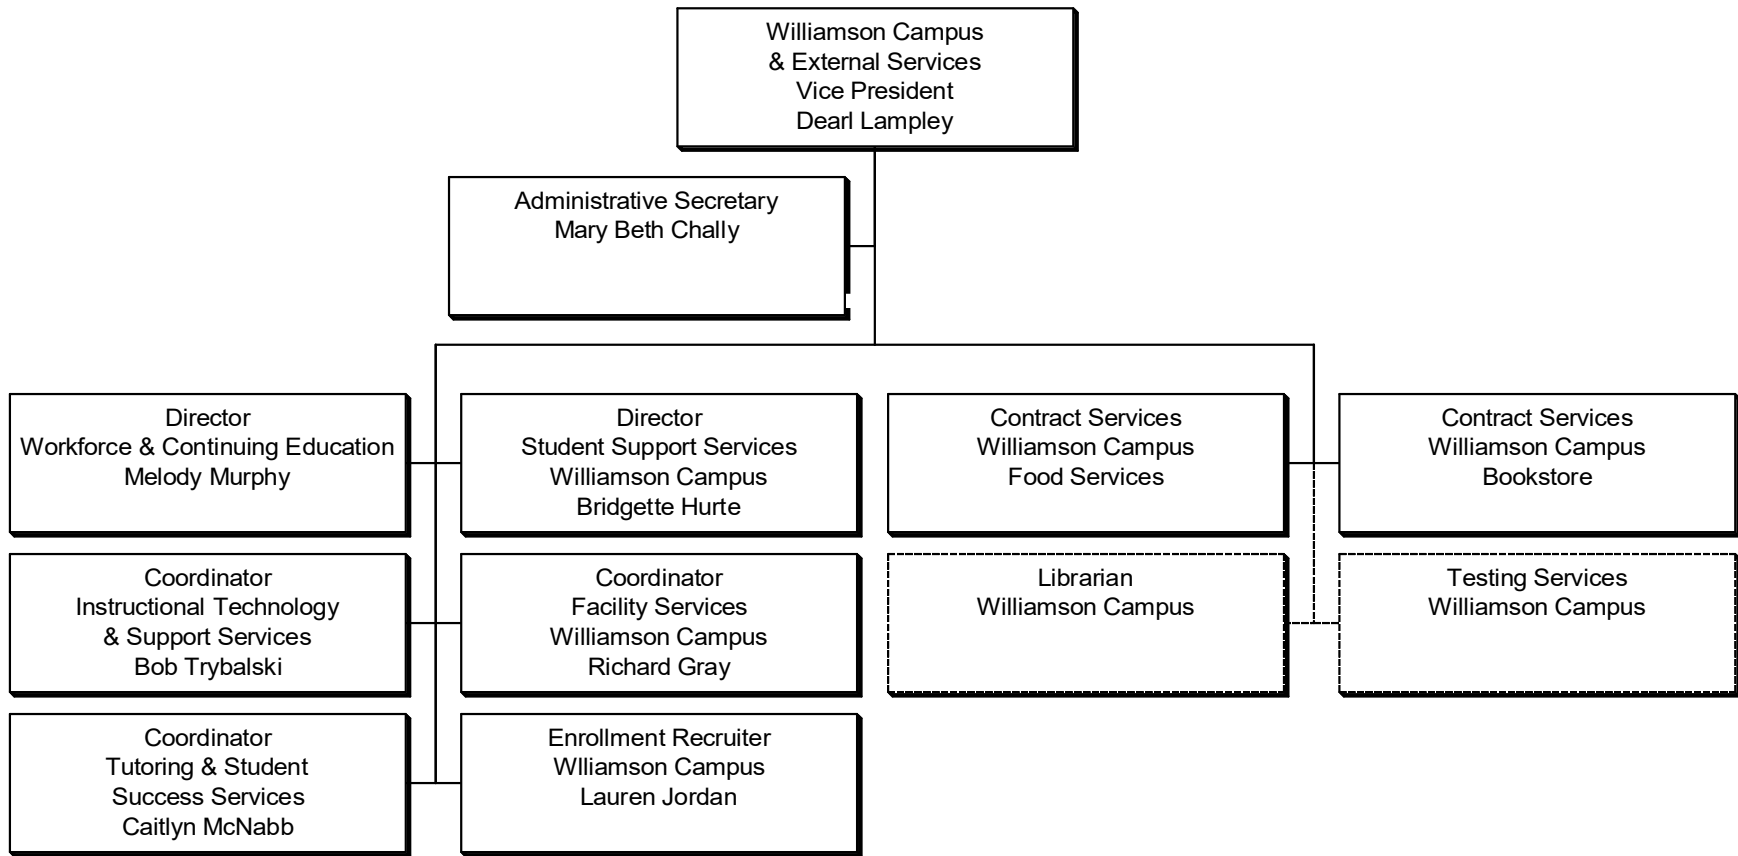 Williamson Campus
& External Services
Vice President
Dearl Lampley
Administrative Secretary
Mary Beth Chally
Director
Workforce & Continuing Education
Melody Murphy
Director
Student Support Services
Williamson Campus
Bridgette Hurte
Contract Services
Williamson Campus
Food Services
Contract Services
Williamson Campus
Bookstore
Coordinator
Instructional Technology
& Support Services
Bob Trybalski
Coordinator
Facility Services
Williamson Campus
Richard Gray
Librarian
Williamson Campus
Testing Services
Williamson Campus
Coordinator
Tutoring & Student
Success Services
Caitlyn McNabb
Enrollment Recruiter
WIliamson Campus
Lauren Jordan